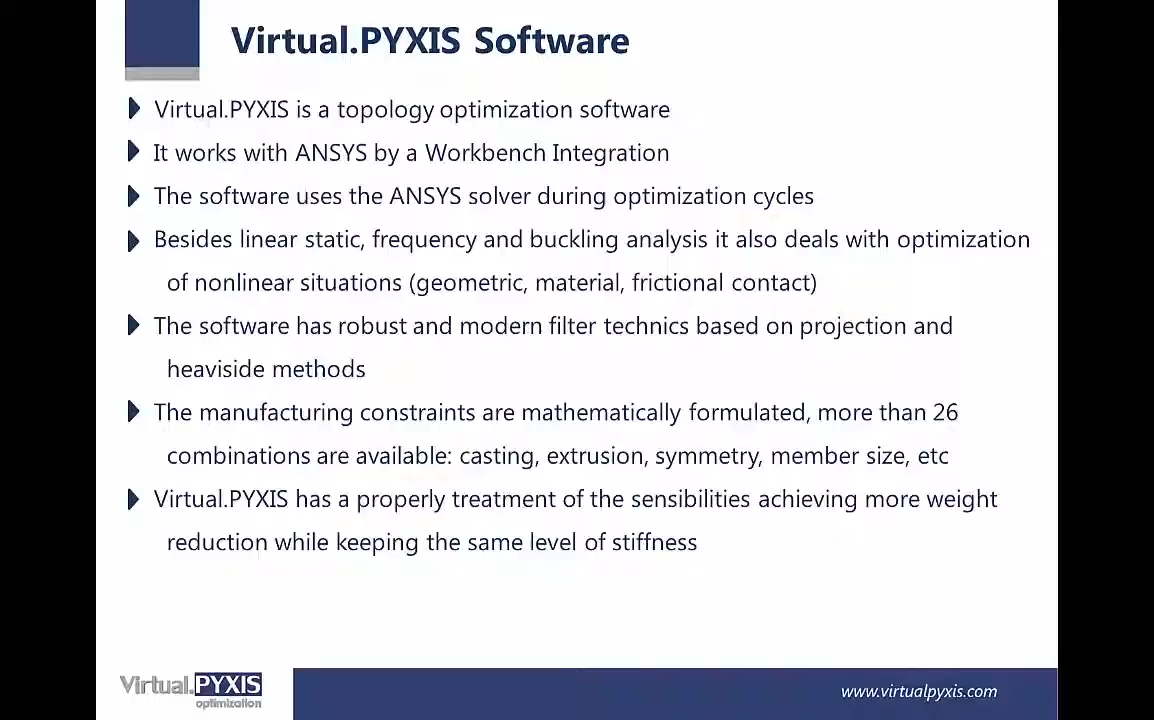 Virtual.PYXIS Software
Virtual.PYXIS is a topology optimization software
It works with ANSYS by a Workbench Integration
The software uses the ANSYS solver during optimization cycles
Besides linear static, frequency and buckling analysis it also deals with optimization
of nonlinear situations (geometric, material, frictional contact)
The software has robust and modern filter technics based on projection and
heaviside methods
The manufacturing constraints are mathematically formulated, more than 26
combinations are available: casting, extrusion, symmetry, member size, etc
Virtual.PYXIS has a properly treatment of the sensibilities achieving more weight
reduction while keeping the same level of stiffness
Virtual.PYXIS
optimization
www.virtualpyxis.com